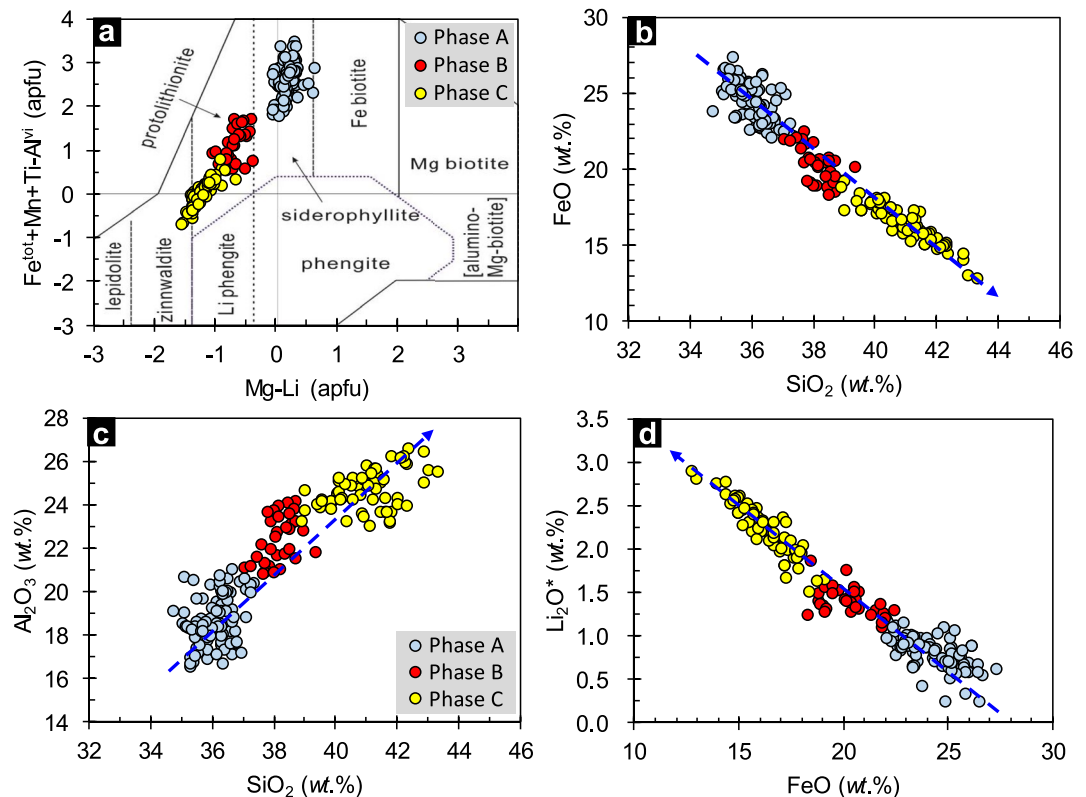 a
Phase A
Phase B
Phase C
protolithionite
Fe biotite
Mg biotite
siderophyllite
phengite
lepidolite
zinnwaldite
Li phengite
[alumino-
Mg-biotite]
4
3
2
1
0
-1
-2
-3
-3 -2 -1 0 1 2 3
Fe^tot+Mn+Ti-Al^vi (apfu)
Mg-Li (apfu)
b
30
25
20
15
10
32 34 36 38 40 42 44
FeO (wt.%)
SiO₂ (wt.%)
c
28
26
24
22
20
18
16
14
32 34 36 38 40 42 44 46
Al₂O₃ (wt.%)
SiO₂ (wt.%)
Phase A
Phase B
Phase C
d
3.5
3.0
2.5
2.0
1.5
1.0
0.5
0.0
10 15 20 25 30
Li₂O* (wt.%)
FeO (wt.%)